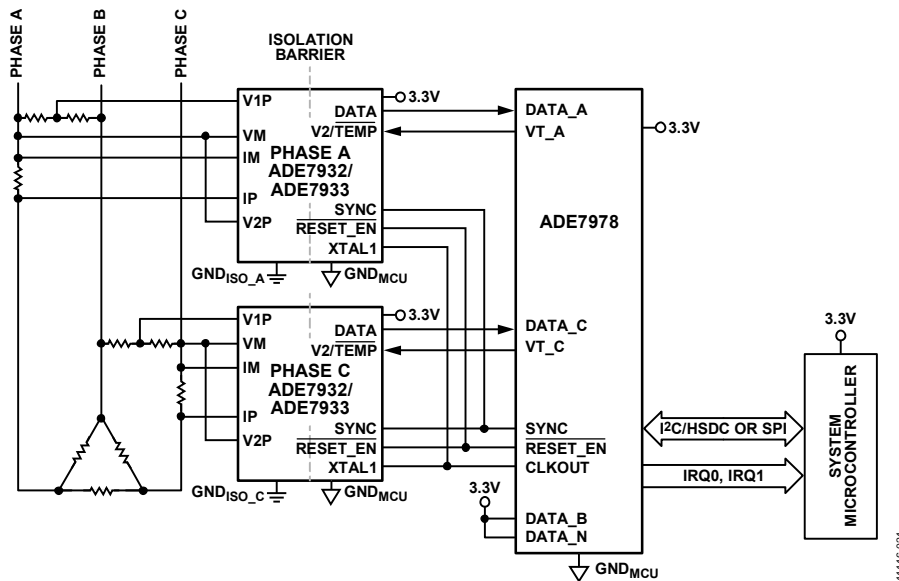 PHASE A
PHASE B
PHASE C
ISOLATION
BARRIER
V1P
VM
IM
IP
V2P
DATA
V2/TEMP
PHASE A
ADE7932/
ADE7933
SYNC
RESET_EN
XTAL1
3.3V
GNDISO_A
GNDMCU
V1P
VM
IM
IP
V2P
DATA
V2/TEMP
PHASE C
ADE7932/
ADE7933
SYNC
RESET_EN
XTAL1
3.3V
GNDISO_C
GNDMCU
DATA_A
VT_A
3.3V
ADE7978
DATA_C
VT_C
SYNC
RESET_EN
CLKOUT
3.3V
DATA_B
DATA_N
GNDMCU
I2C/HSDC OR SPI
IRQ0, IRQ1
3.3V
SYSTEM
MICROCONTROLLER